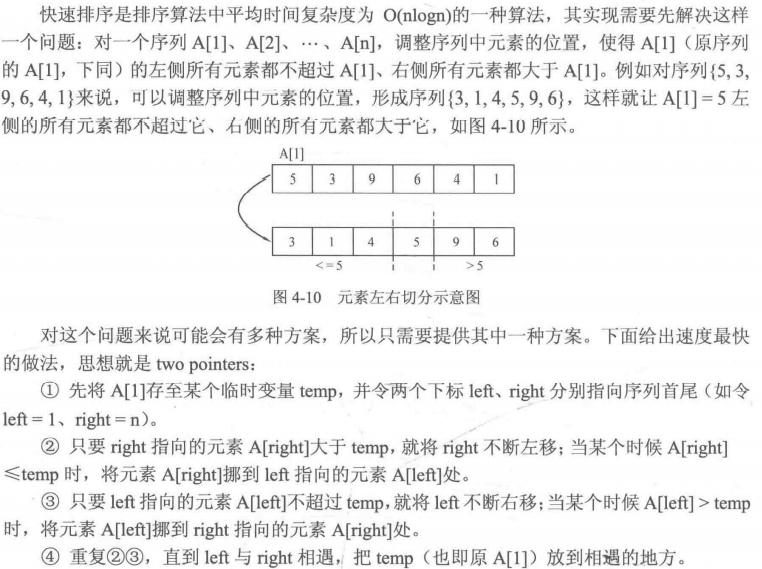 快速排序是排序算法中平均时间复杂度为 O(nlogn)的一种算法，其实现需要先解决这样
一个问题：对一个序列 A[1]、A[2]、…、A[n]，调整序列中元素的位置，使得 A[1]（原序列
的 A[1]，下同）的左侧所有元素都不超过 A[1]、右侧所有元素都大于 A[1]。例如对序列{5, 3,
9, 6, 4, 1}来说，可以调整序列中元素的位置，形成序列{3, 1, 4, 5, 9, 6}，这样就让 A[1] = 5 左
侧的所有元素都不超过它、右侧的所有元素都大于它，如图 4-10 所示。
A[1]
5 3 9 6 4 1
3 1 4 5 9 6
<=5 >5
图 4-10 元素左右切分示意图
对这个问题来说可能会有多种方案，所以只需要提供其中一种方案。下面给出速度最快
的做法，思想就是 two pointers：
① 先将 A[1]存至某个临时变量 temp，并令两个下标 left、right 分别指向序列首尾（如令
left = 1、right = n）。
② 只要 right 指向的元素 A[right]大于 temp，就将 right 不断左移；当某个时候 A[right]
≤temp 时，将元素 A[right]挪到 left 指向的元素 A[left]处。
③ 只要 left 指向的元素 A[left]不超过 temp，就将 left 不断右移；当某个时候 A[left] > temp
时，将元素 A[left]挪到 right 指向的元素 A[right]处。
④ 重复②③，直到 left 与 right 相遇，把 temp（也即原 A[1]）放到相遇的地方。